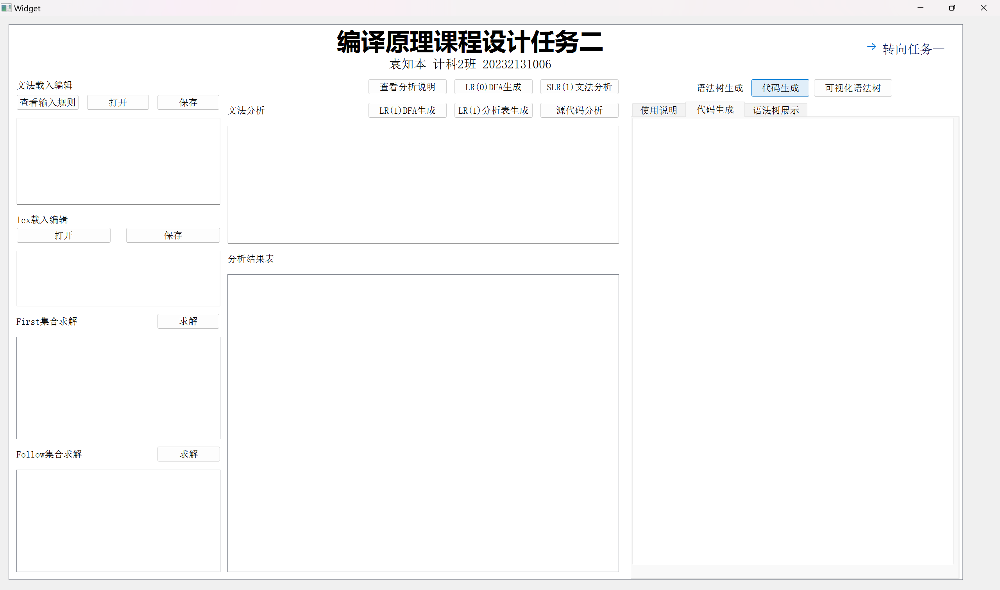 Widget
编译原理课程设计任务二
转向任务一
袁知本 计科2班 20232131006
文法载入编辑
查看输入规则 打开 保存
lex载入编辑
打开 保存
First集合求解 求解
Follow集合求解 求解
查看分析说明 LR(0)DFA生成 SLR(1)文法分析
文法分析 LR(1)DFA生成 LR(1)分析表生成 源代码分析
分析结果表
语法树生成 代码生成 可视化语法树
使用说明 代码生成 语法树展示